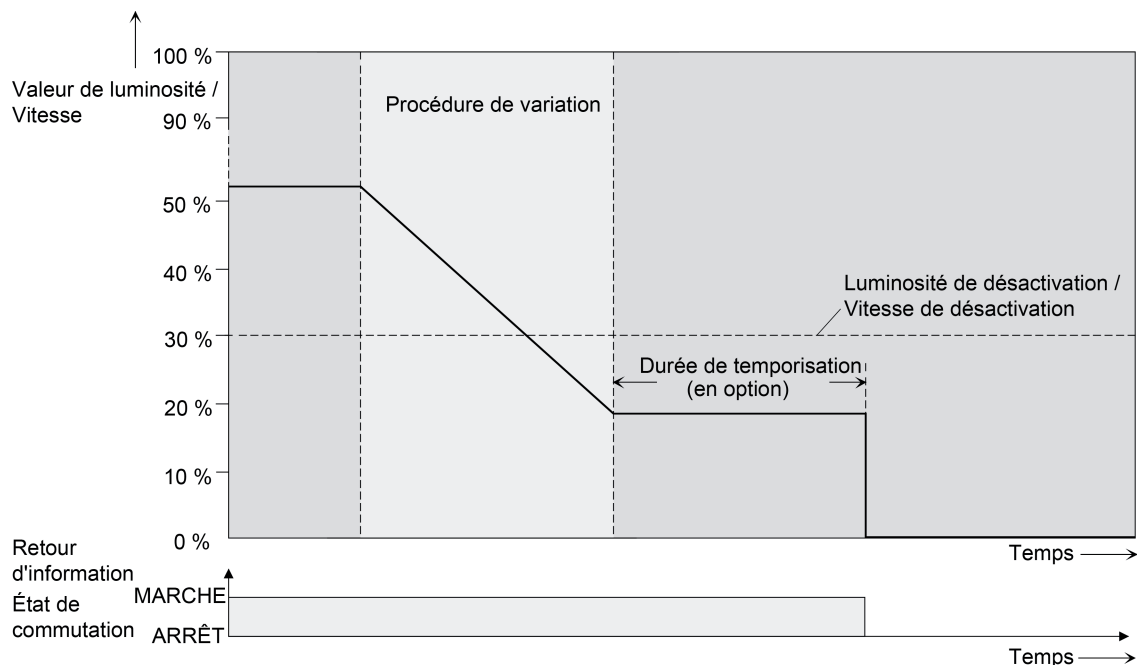 100 %
Valeur de luminosité /
Vitesse
90 %
Procédure de variation
50 %
40 %
Luminosité de désactivation /
Vitesse de désactivation
30 %
Durée de temporisation
(en option)
20 %
10 %
0 %
Temps
Retour
d'information
MARCHE
État de
commutation
ARRÊT
Temps